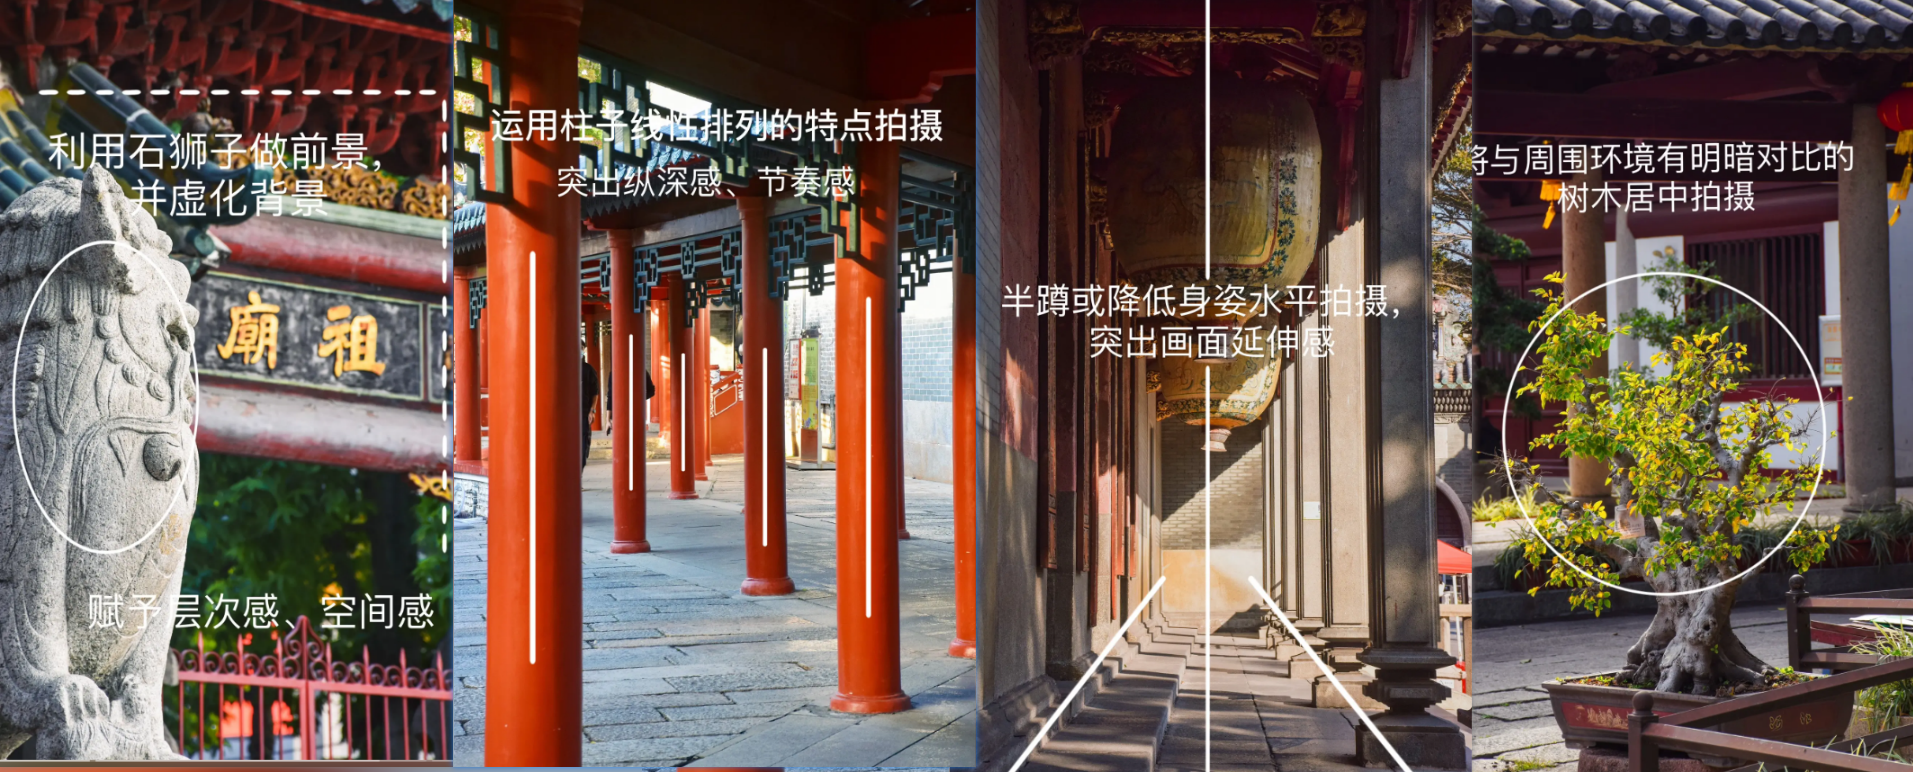 利用石狮子做前景，
并虚化背景
廟祖
赋予层次感、空间感
运用柱子线性排列的特点拍摄
突出纵深感、节奏感
半蹲或降低身姿水平拍摄，
突出画面延伸感
将与周围环境有明暗对比的
树木居中拍摄